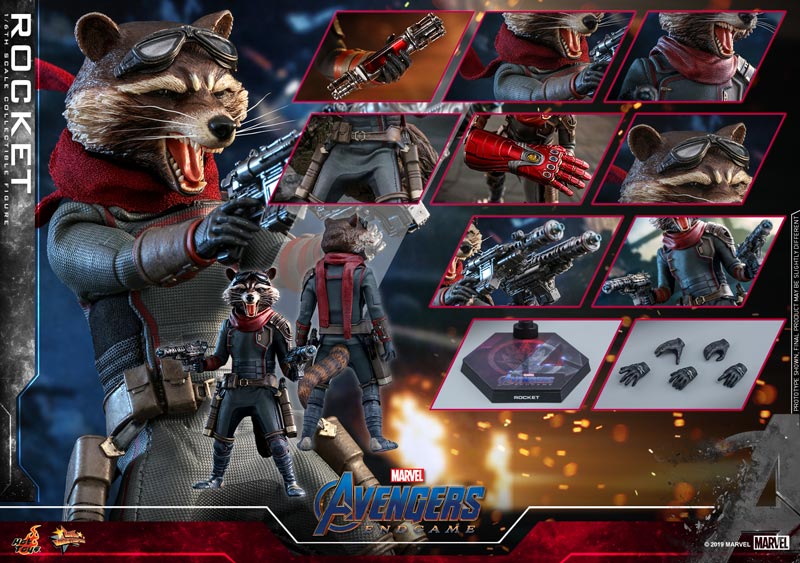 ROCKET
1/6TH SCALE COLLECTIBLE FIGURE
PROTOTYPE SHOWN, FINAL PRODUCT MAY BE SLIGHTLY DIFFERENT
ROCKET
MARVEL
AVENGERS
ENDGAME
HOT
TOYS
© 2019 MARVEL
MARVEL